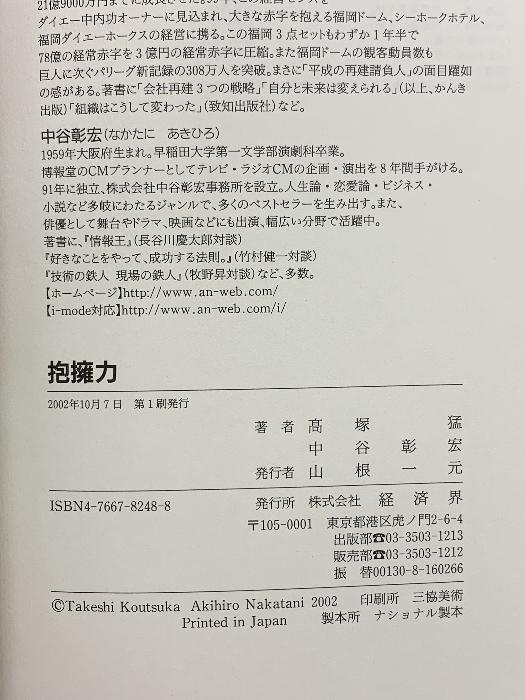 21億9000万円までに成長させた。93年、この経営センスを
ダイエー中内功オーナーに見込まれ、大きな赤字を抱える福岡ドーム、シーホークホテル、
福岡ダイエーホークスの経営に携る。この福岡3点セットもわずか1年半で
78億の経常赤字を3億円の経常赤字に圧縮。また福岡ドームの観客動員数も
巨人に次ぐパリーグ新記録の308万人を突破。まさに「平成の再建請負人」の面目躍如
の感がある。著書に「会社再建3つの戦略」「自分と未来は変えられる」(以上、かんき
出版)「組織はこうして変わった」(致知出版社)など。
中谷彰宏(なかたに あきひろ)
1959年大阪府生まれ。早稲田大学第一文学部演劇科卒業。
博報堂のCMプランナーとしてテレビ・ラジオCMの企画・演出を8年間手がける。
91年に独立、株式会社中谷彰宏事務所を設立。人生論・恋愛論・ビジネス・
小説など多岐にわたるジャンルで、多くのベストセラーを生み出す。また、
俳優として舞台やドラマ、映画などにも出演、幅広い分野で活躍中。
著書に、『情報王』(長谷川慶太郎対談)
『好きなことをやって、成功する法則。』(竹村健一対談)
『技術の鉄人 現場の鉄人』(牧野昇対談)など、多数。
【ホームページ】http://www.an-web.com/
【i-mode対応】http://www.an-web.com/i/
抱擁力
2002年10月7日 第1刷発行
著者 髙塚猛
中谷彰宏
発行者 山根一元
ISBN4-7667-8248-8 発行所 株式会社 経済界
〒105-0001 東京都港区虎ノ門2-6-4
出版部☎03-3503-1213
販売部☎03-3503-1212
振替00130-8-160266
©Takeshi Koutsuka Akihiro Nakatani 2002 印刷所 三協美術
Printed in Japan 製本所 ナショナル製本